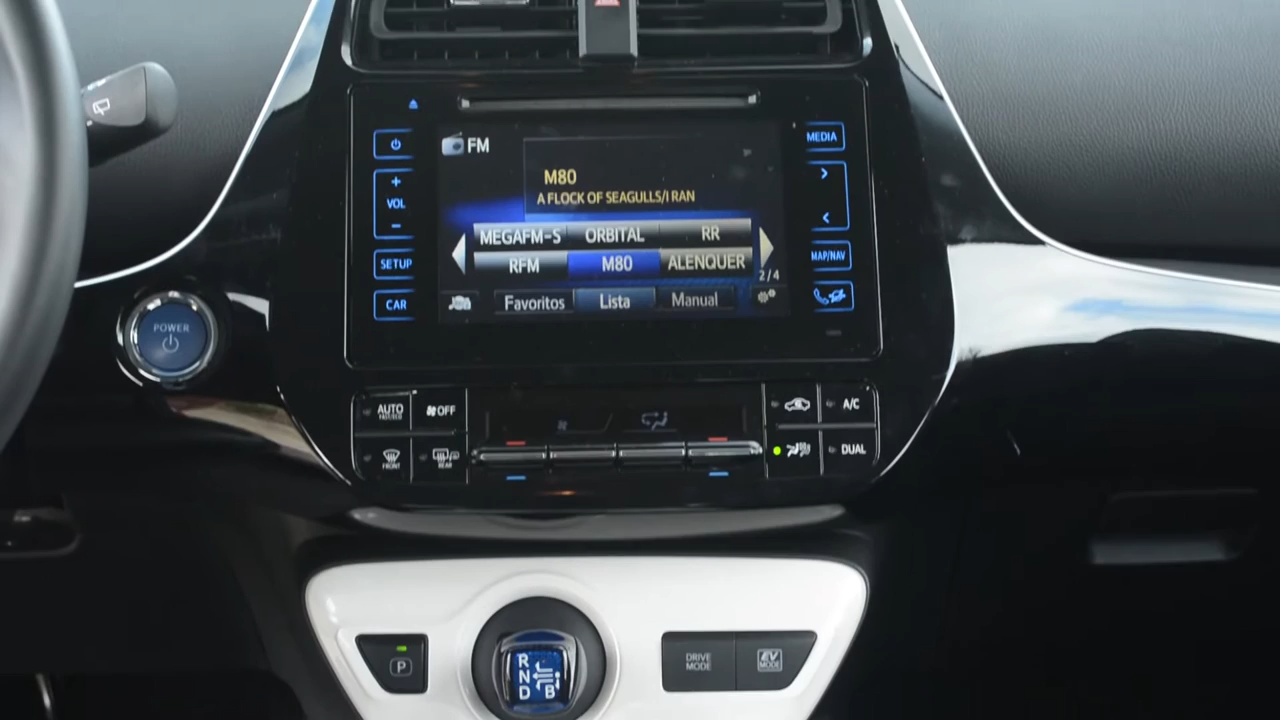 FM
MEDIA
M80
A FLOCK OF SEAGULLS/I RAN
+
VOL
-
SETUP
CAR
MAP/NAV
MEGAFM-S ORBITAL RR
RFM M80 ALENQUER
2/4
Favoritos Lista Manual
POWER
AUTO
OFF
FRONT
REAR
A/C
DUAL
P
R
N
D B
DRIVE
MODE
EV
MODE